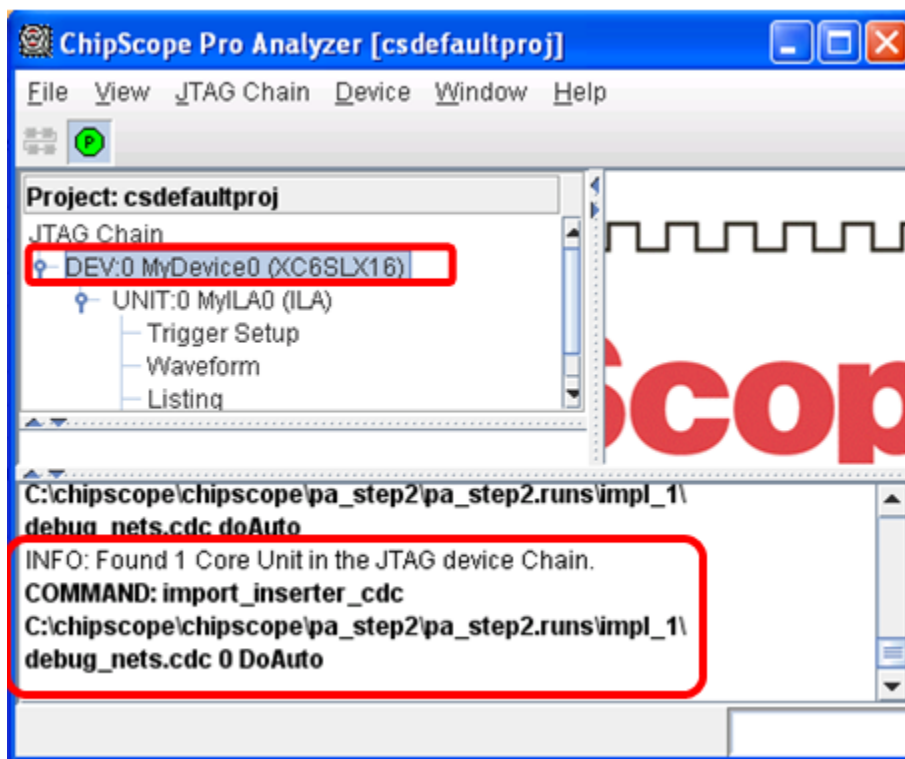 ChipScope Pro Analyzer [csdefaultproj]
File View JTAG Chain Device Window Help
P
Project: csdefaultproj
JTAG Chain
DEV:0 MyDevice0 (XC6SLX16)
UNIT:0 MyILA0 (ILA)
Trigger Setup
Waveform
Listing
Scop
C:\chipscope\chipscope\pa_step2\pa_step2.runs\impl_1\
debug_nets.cdc doAuto
INFO: Found 1 Core Unit in the JTAG device Chain.
COMMAND: import_inserter_cdc
C:\chipscope\chipscope\pa_step2\pa_step2.runs\impl_1\
debug_nets.cdc 0 DoAuto